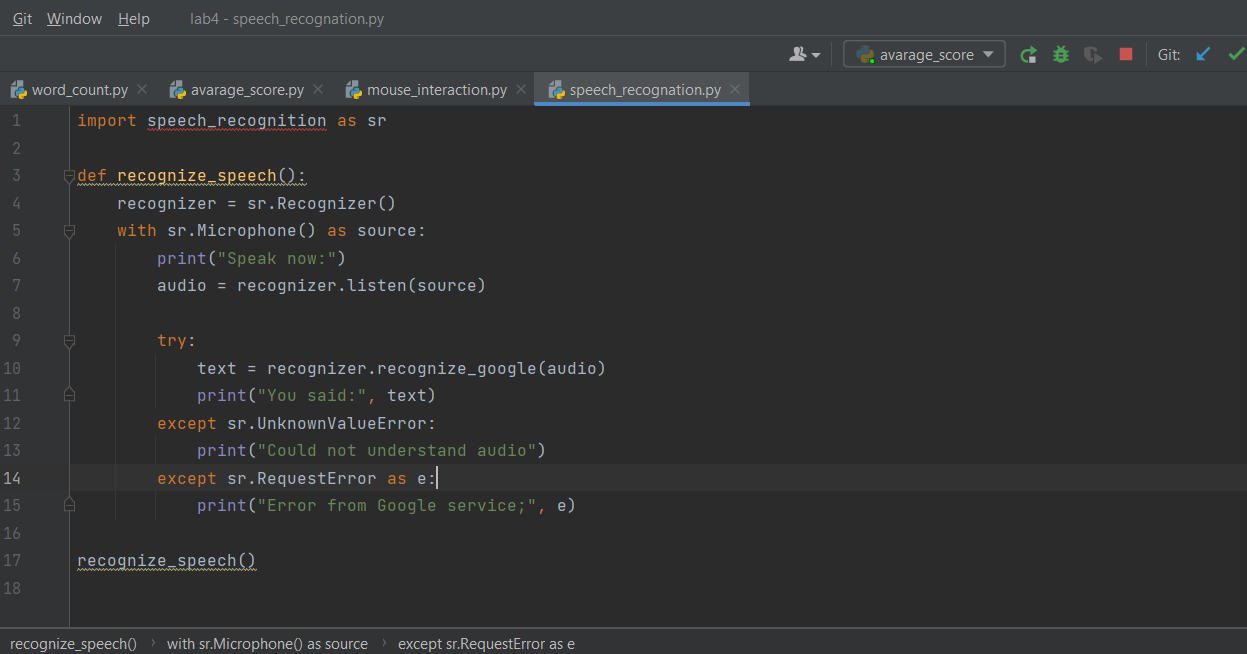 Git Window Help lab4 - speech_recognation.py
avarage_score Git:
word_count.py avarage_score.py mouse_interaction.py speech_recognation.py
1 import speech_recognition as sr
2
3 def recognize_speech():
4 recognizer = sr.Recognizer()
5 with sr.Microphone() as source:
6 print("Speak now:")
7 audio = recognizer.listen(source)
8
9 try:
10 text = recognizer.recognize_google(audio)
11 print("You said:", text)
12 except sr.UnknownValueError:
13 print("Could not understand audio")
14 except sr.RequestError as e:
15 print("Error from Google service;", e)
16
17 recognize_speech()
18
recognize_speech() › with sr.Microphone() as source › except sr.RequestError as e